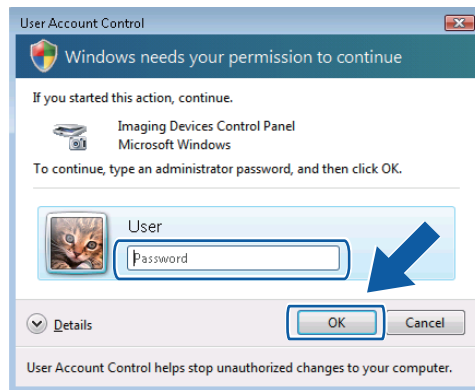 User Account Control
Windows needs your permission to continue
If you started this action, continue.
Imaging Devices Control Panel
Microsoft Windows
To continue, type an administrator password, and then click OK.
User
Password
Details
OK
Cancel
User Account Control helps stop unauthorized changes to your computer.